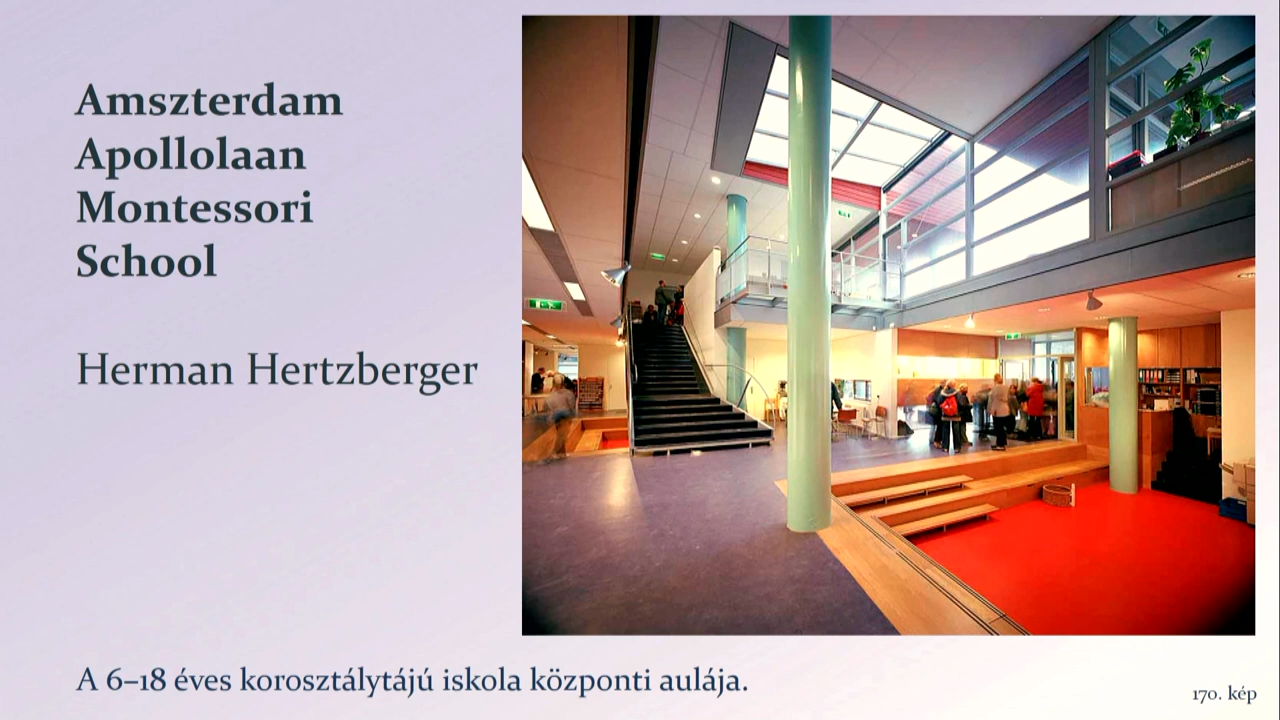 Amszterdam
Apollolaan
Montessori
School
Herman Hertzberger
A 6–18 éves korosztálytájú iskola központi aulája.
170. kép